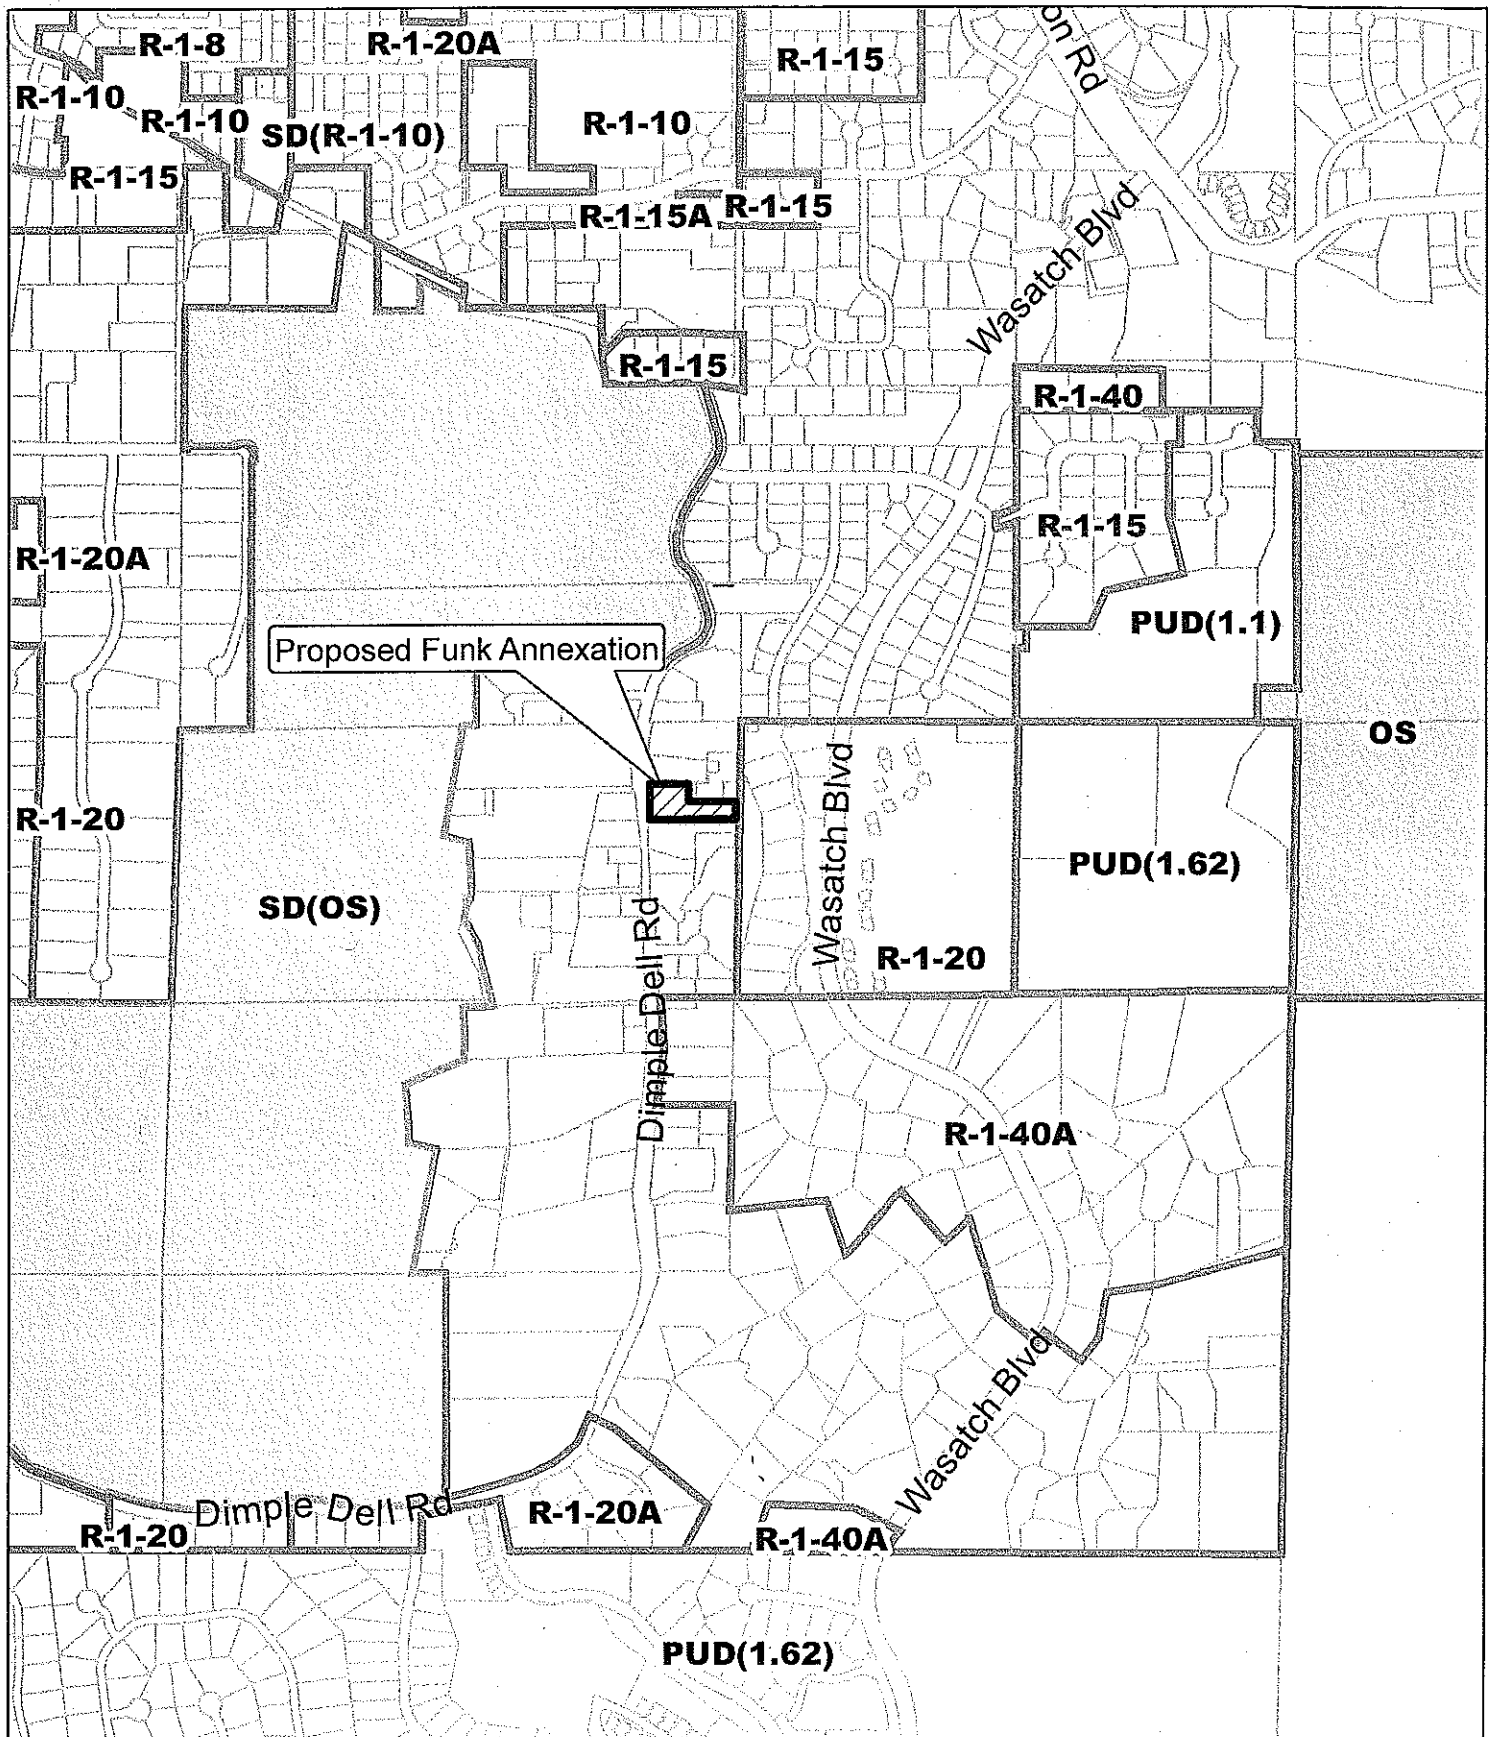 R-1-8
R-1-20A
R-1-15
on Rd
R-1-10
R-1-10
SD(R-1-10)
R-1-10
R-1-15
R-1-15A
R-1-15
Wasatch Blvd
R-1-15
R-1-40
R-1-15
R-1-20A
PUD(1.1)
Proposed Funk Annexation
OS
Wasatch Blvd
R-1-20
PUD(1.62)
SD(OS)
Dimple Dell Rd
R-1-20
R-1-40A
Wasatch Blvd
Dimple Dell Rd
R-1-20A
R-1-20
R-1-40A
PUD(1.62)